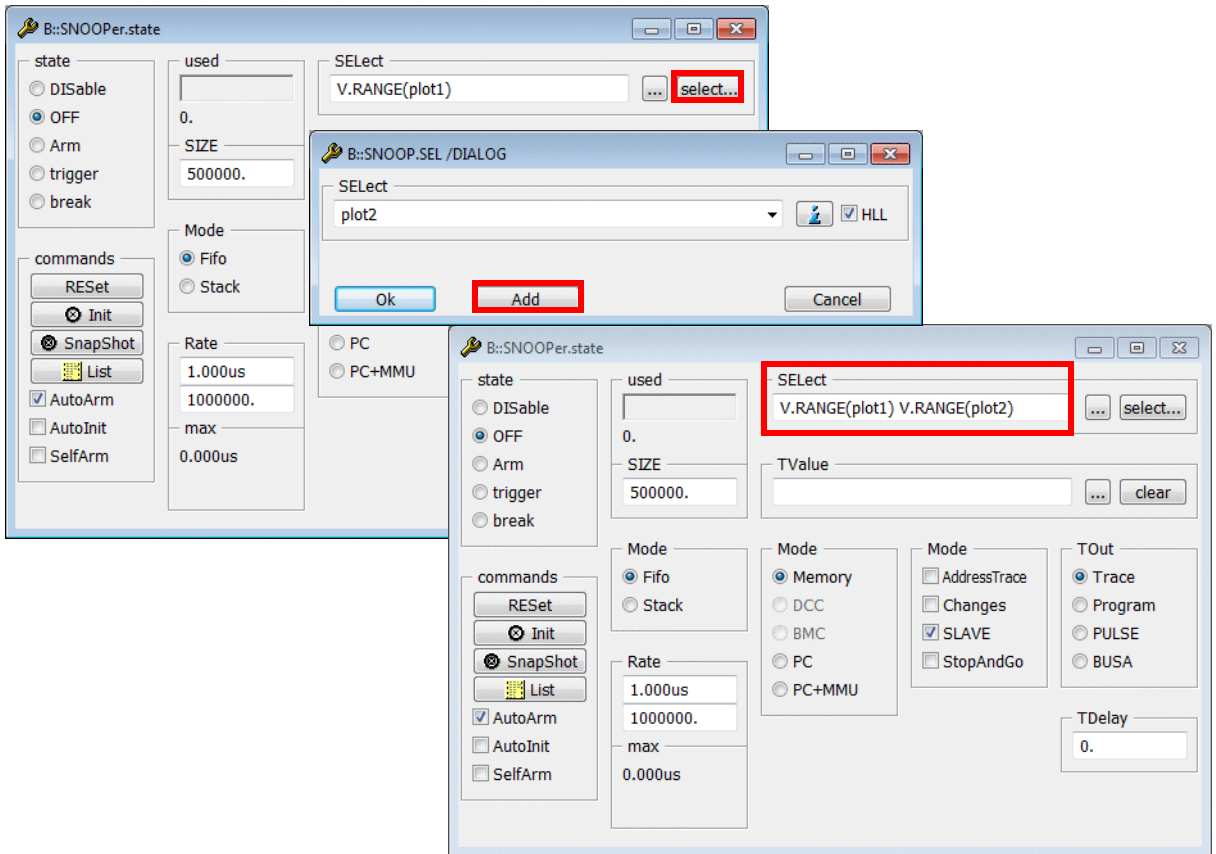 B::SNOOPer.state
state
DISable
OFF
Arm
trigger
break
used
0.
SIZE
500000.
SELect
V.RANGE(plot1)
...
select...
commands
RESet
Init
SnapShot
List
AutoArm
AutoInit
SelfArm
Mode
Fifo
Stack
Rate
1.000us
1000000.
max
0.000us
PC
PC+MMU
B::SNOOP.SEL /DIALOG
SELect
plot2
i
HLL
Ok
Add
Cancel
B::SNOOPer.state
state
DISable
OFF
Arm
trigger
break
used
0.
SIZE
500000.
SELect
V.RANGE(plot1) V.RANGE(plot2)
...
select...
TValue
...
clear
commands
RESet
Init
SnapShot
List
AutoArm
AutoInit
SelfArm
Mode
Fifo
Stack
Rate
1.000us
1000000.
max
0.000us
Mode
Memory
DCC
BMC
PC
PC+MMU
Mode
AddressTrace
Changes
SLAVE
StopAndGo
TOut
Trace
Program
PULSE
BUSA
TDelay
0.